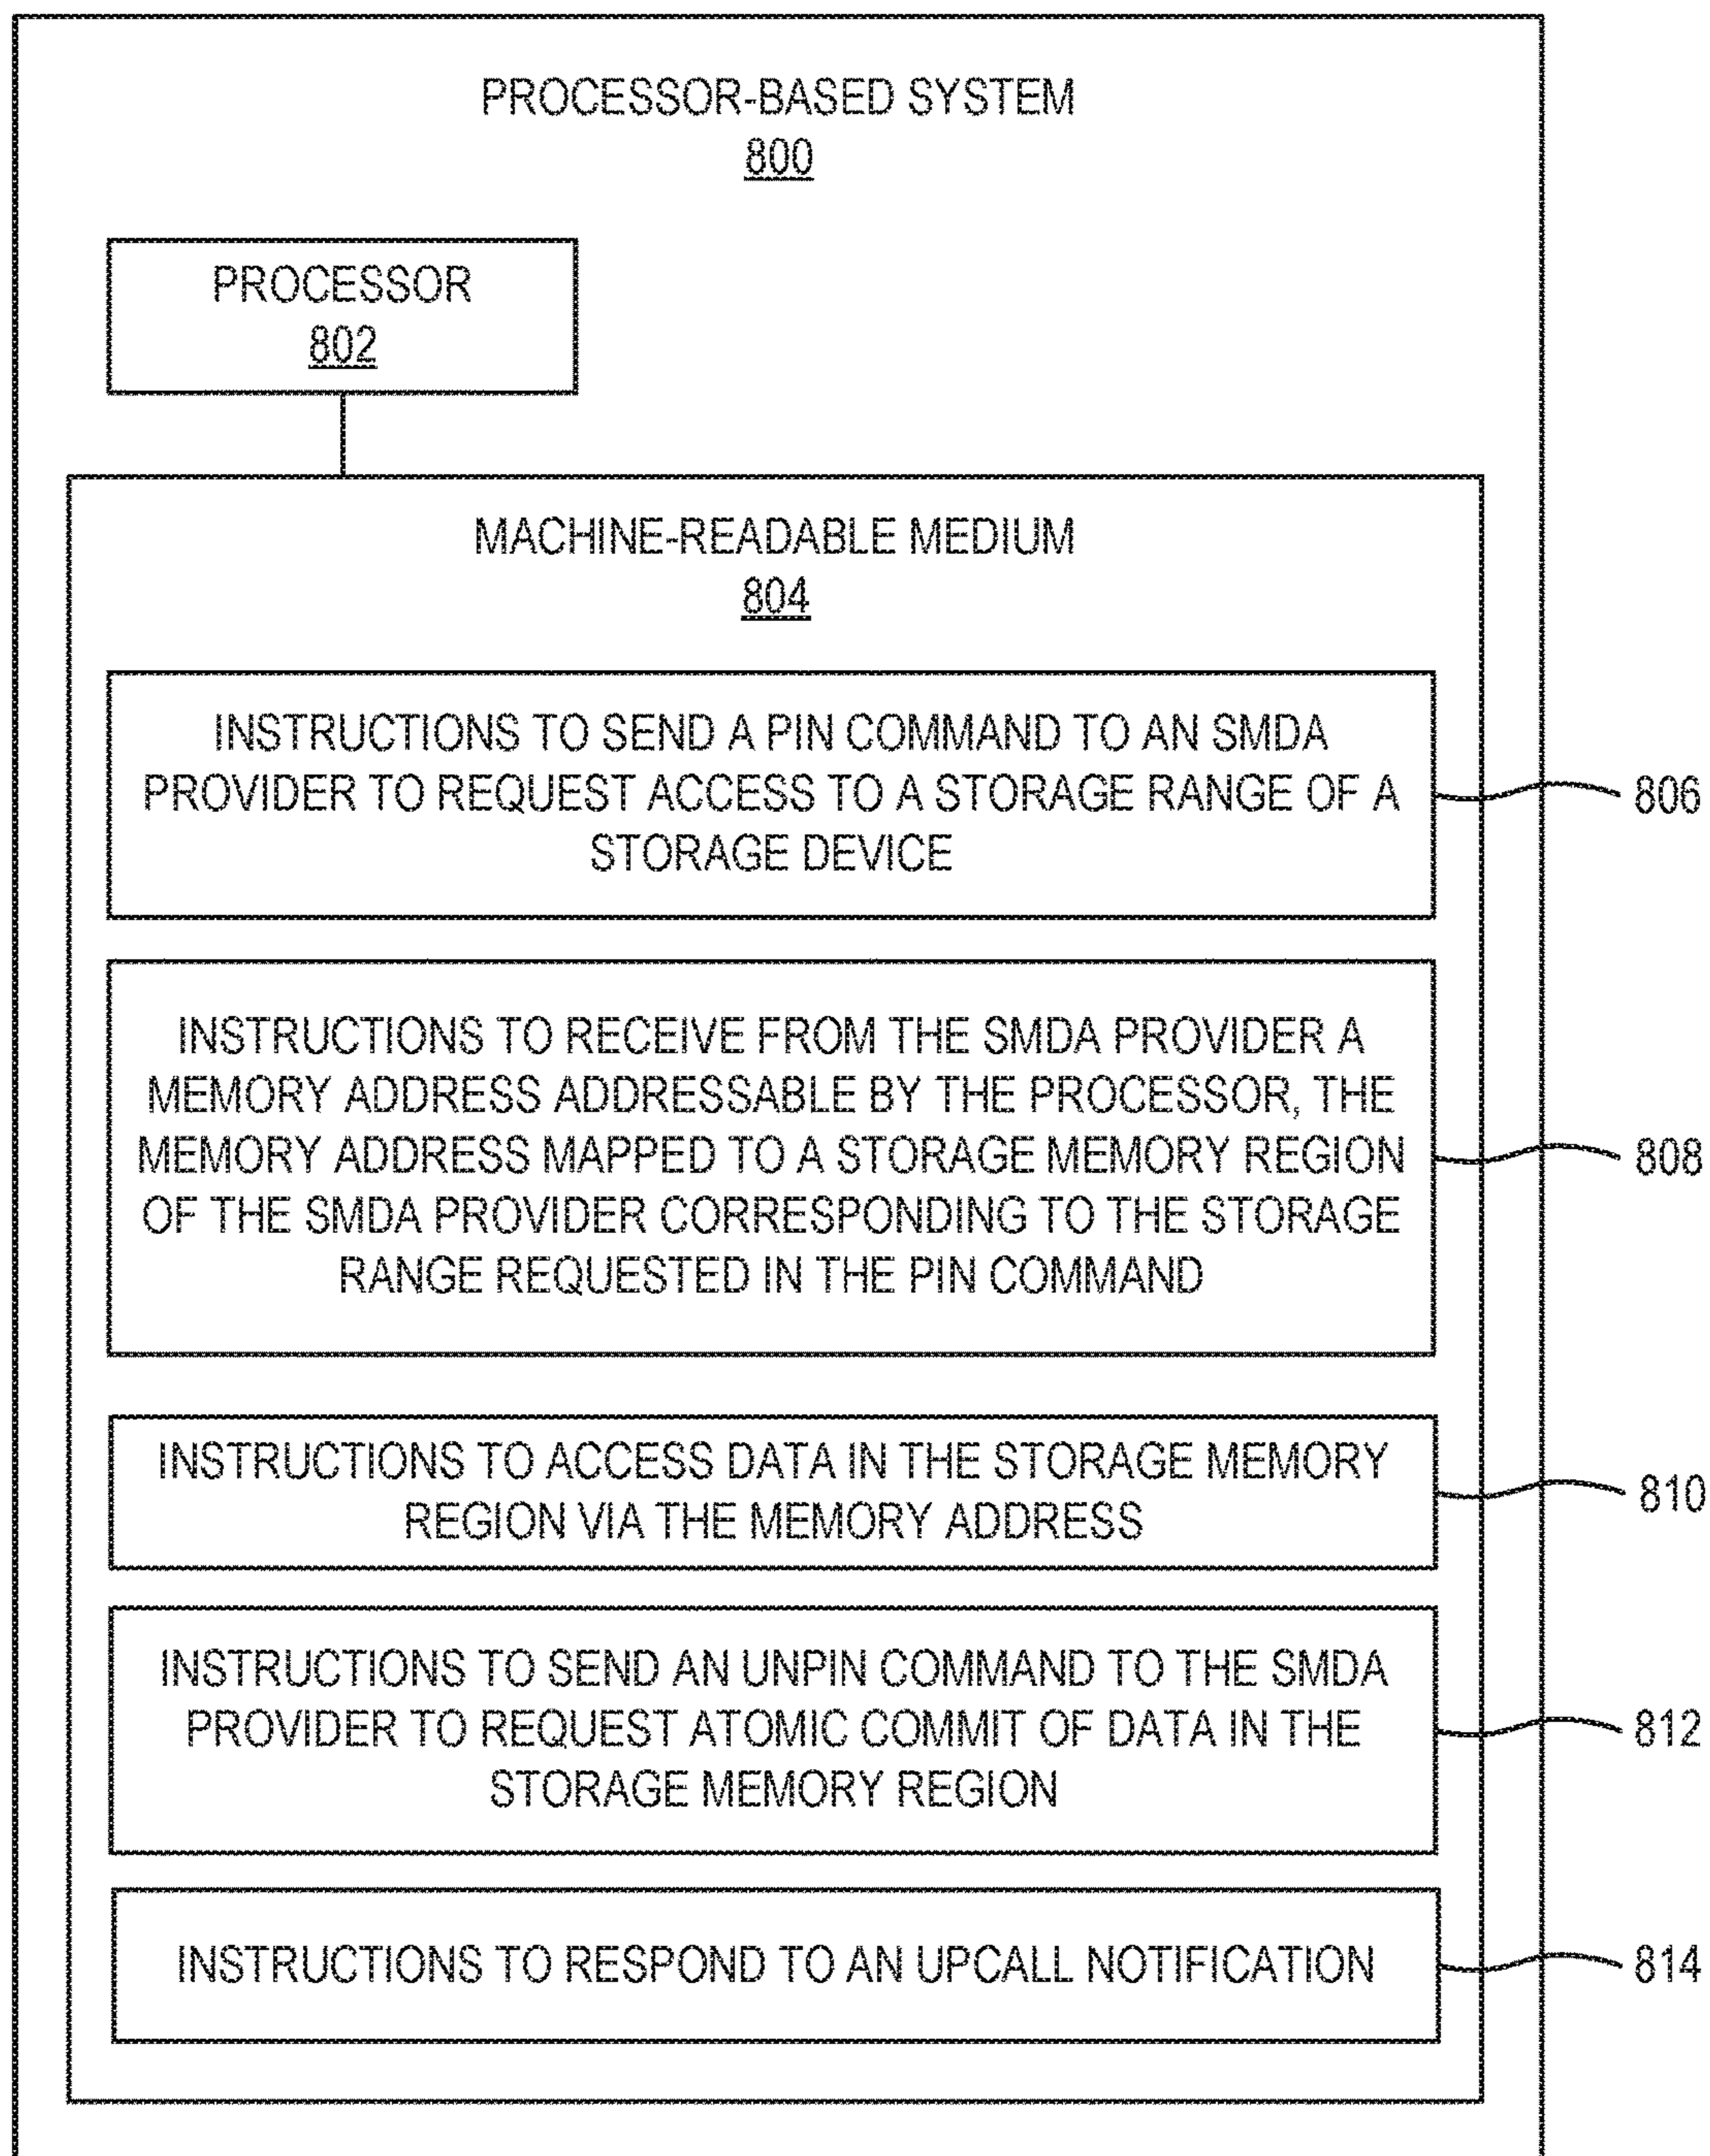 PROCESSOR-BASED SYSTEM
800
PROCESSOR
802
MACHINE-READABLE MEDIUM
804
INSTRUCTIONS TO SEND A PIN COMMAND TO AN SMDA
PROVIDER TO REQUEST ACCESS TO A STORAGE RANGE OF A
STORAGE DEVICE
806
INSTRUCTIONS TO RECEIVE FROM THE SMDA PROVIDER A
MEMORY ADDRESS ADDRESSABLE BY THE PROCESSOR, THE
MEMORY ADDRESS MAPPED TO A STORAGE MEMORY REGION
OF THE SMDA PROVIDER CORRESPONDING TO THE STORAGE
RANGE REQUESTED IN THE PIN COMMAND
808
INSTRUCTIONS TO ACCESS DATA IN THE STORAGE MEMORY
REGION VIA THE MEMORY ADDRESS
810
INSTRUCTIONS TO SEND AN UNPIN COMMAND TO THE SMDA
PROVIDER TO REQUEST ATOMIC COMMIT OF DATA IN THE
STORAGE MEMORY REGION
812
INSTRUCTIONS TO RESPOND TO AN UPCALL NOTIFICATION
814